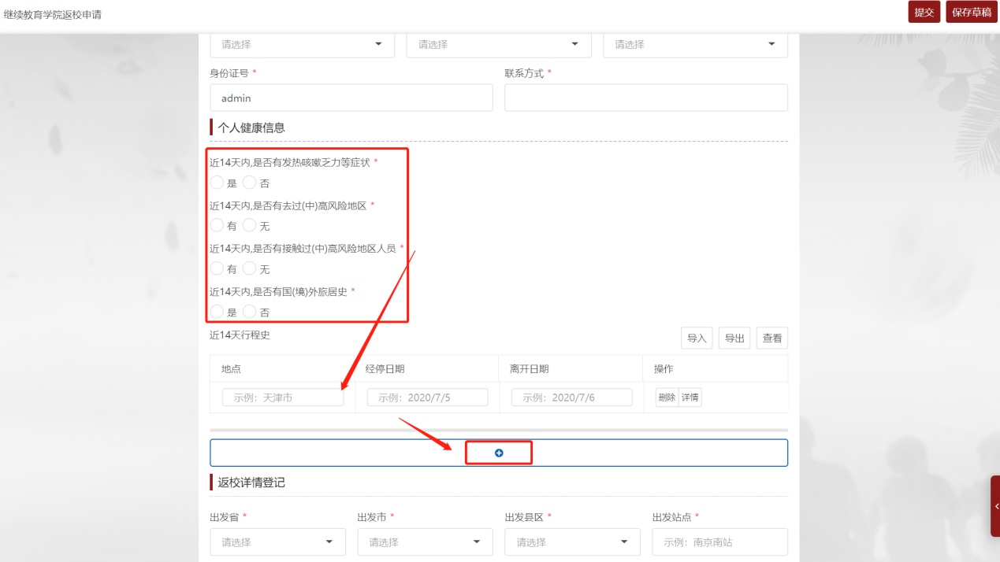 继续教育学院返校申请 提交 保存草稿
请选择 请选择 请选择
身份证号 * 联系方式 *
admin
个人健康信息
近14天内,是否有发热咳嗽乏力等症状 *
是 否
近14天内,是否有去过(中)高风险地区 *
有 无
近14天内,是否有接触过(中)高风险地区人员 *
有 无
近14天内,是否有国(境)外旅居史 *
是 否
近14天行程史 导入 导出 查看
地点 经停日期 离开日期 操作
示例：天津市 示例：2020/7/5 示例：2020/7/6 删除 详情
返校详情登记
出发省 * 出发市 * 出发县区 * 出发站点 *
请选择 请选择 请选择 示例：南京南站